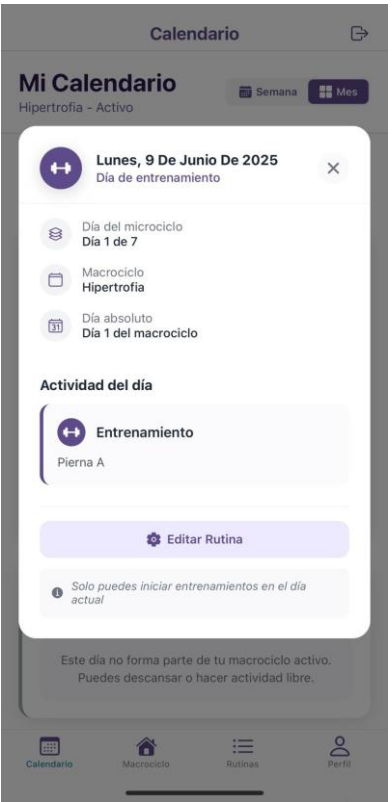 Calendario
Mi Calendario
Hipertrofia - Activo
Semana
Mes
Lunes, 9 De Junio De 2025
Día de entrenamiento
Día del microciclo
Día 1 de 7
Macrociclo
Hipertrofia
31
Día absoluto
Día 1 del macrociclo
Actividad del día
Entrenamiento
Pierna A
Editar Rutina
Solo puedes iniciar entrenamientos en el día
actual
Este día no forma parte de tu macrociclo activo.
Puedes descansar o hacer actividad libre.
Calendario
Macrociclo
Rutinas
Perfil